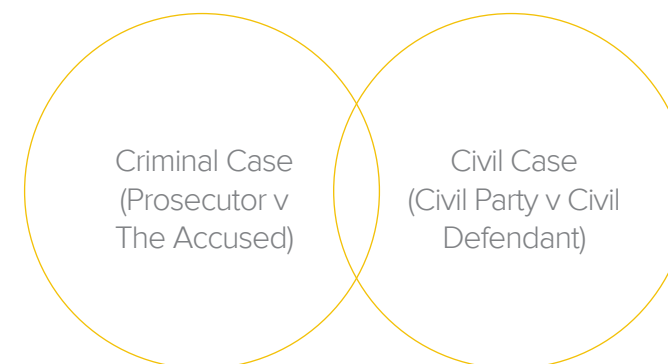 Criminal Case
(Prosecutor v
The Accused)
Civil Case
(Civil Party v Civil
Defendant)